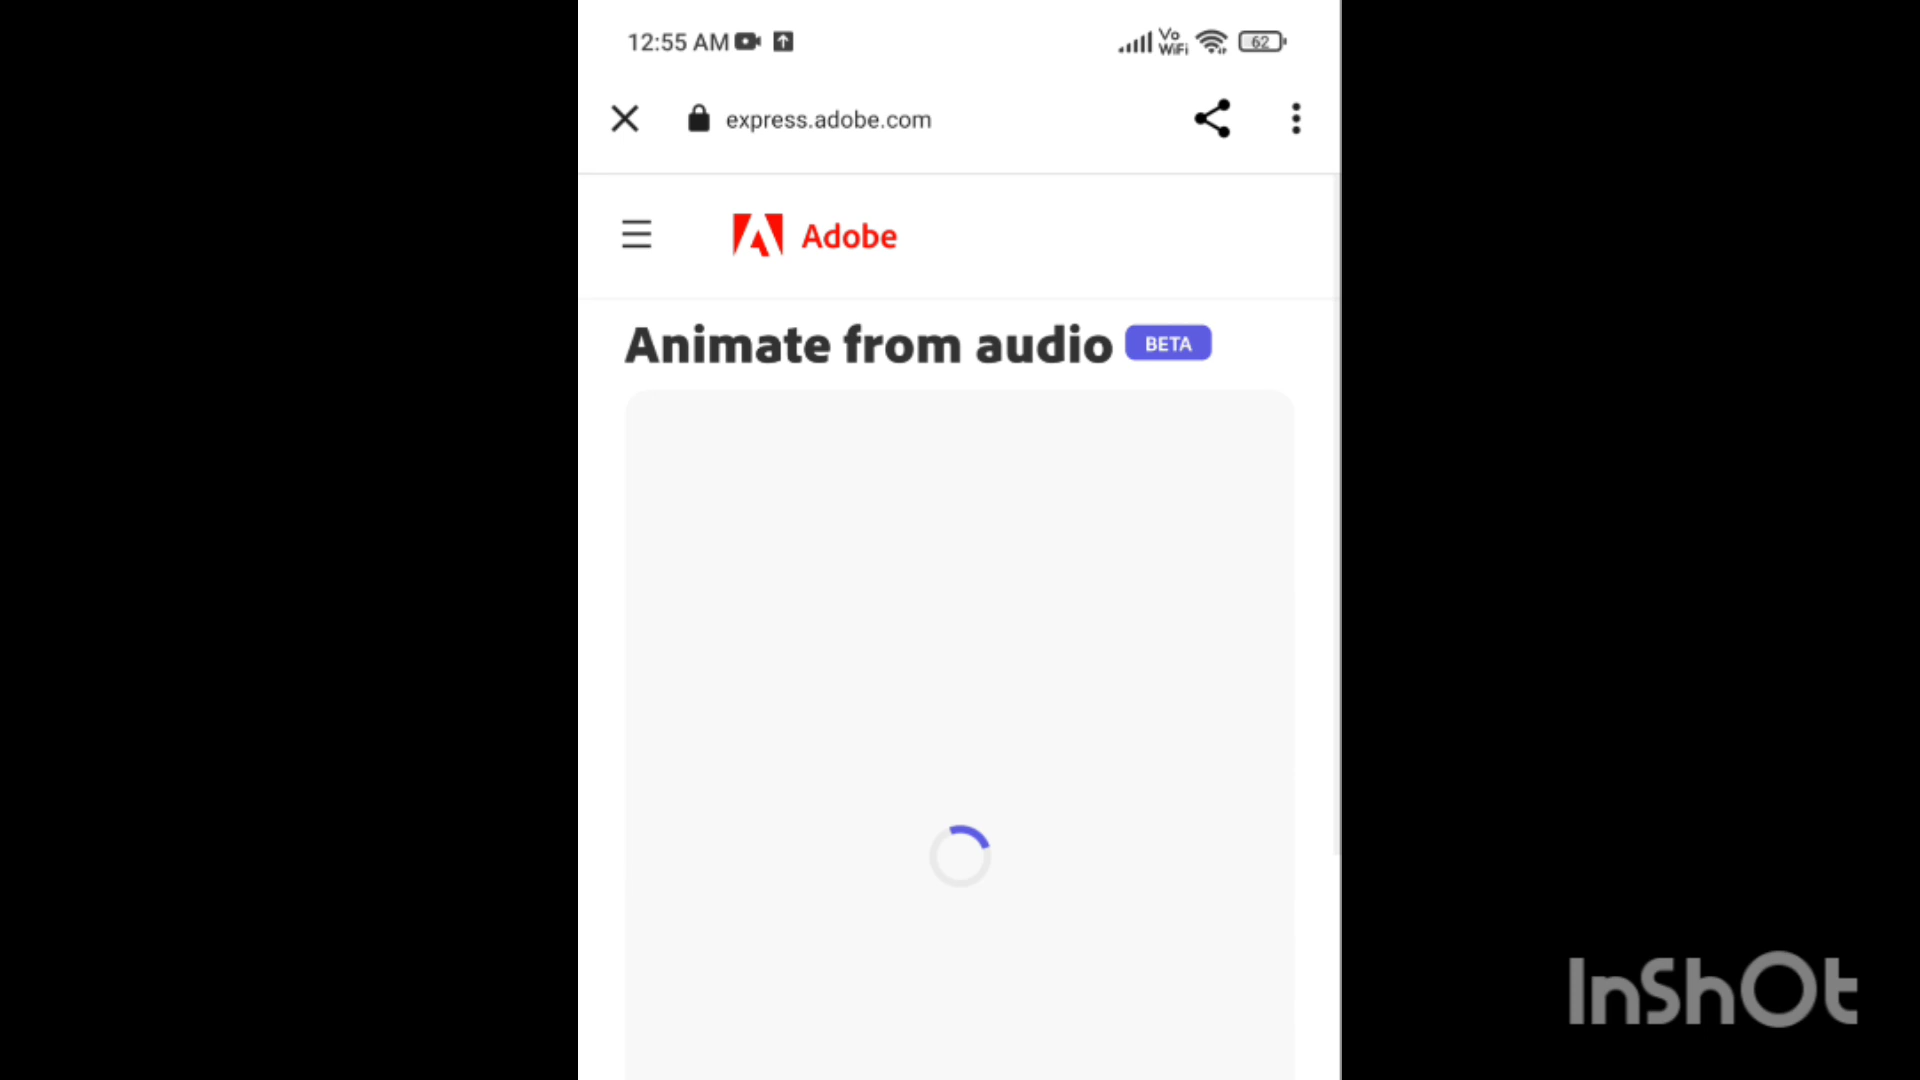 12:55 AM
Vo
WiFi
62
express.adobe.com
Adobe
Animate from audio BETA
InShOt